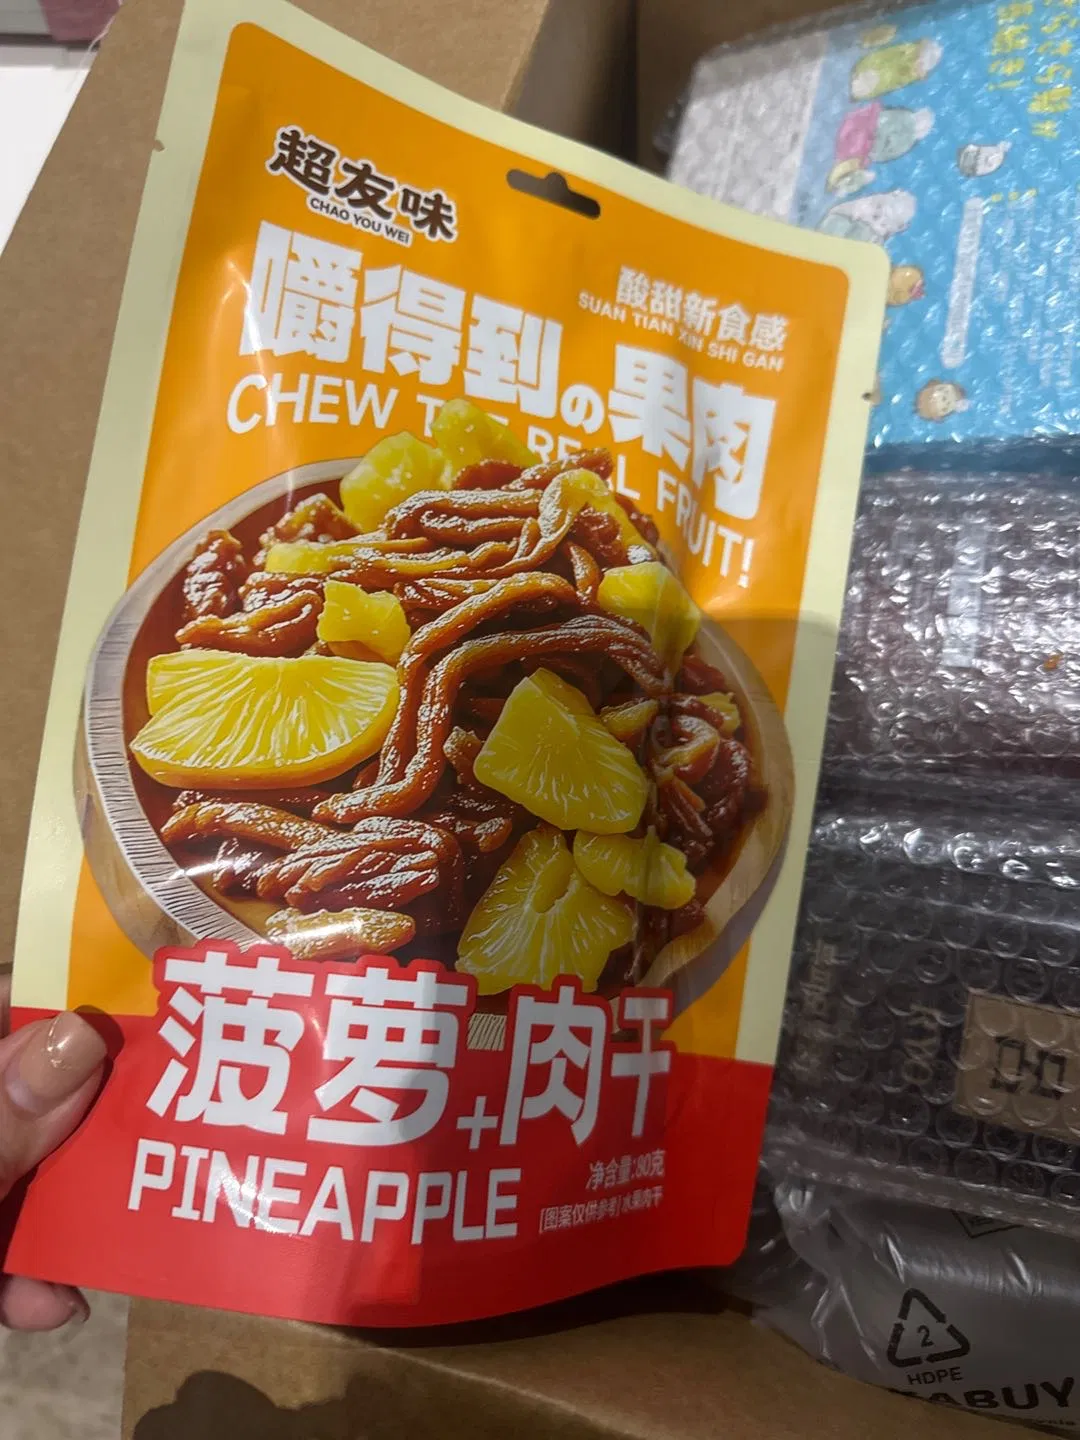 超友味
CHAO YOU WEI
酸甜新食感
SUAN TIAN XIN SHI GAN
嚼得到の果肉
CHEW THE REAL FRUIT!
菠萝+肉干
PINEAPPLE
净含量:80克
[图案仅供参考]水果肉干
2
HDPE